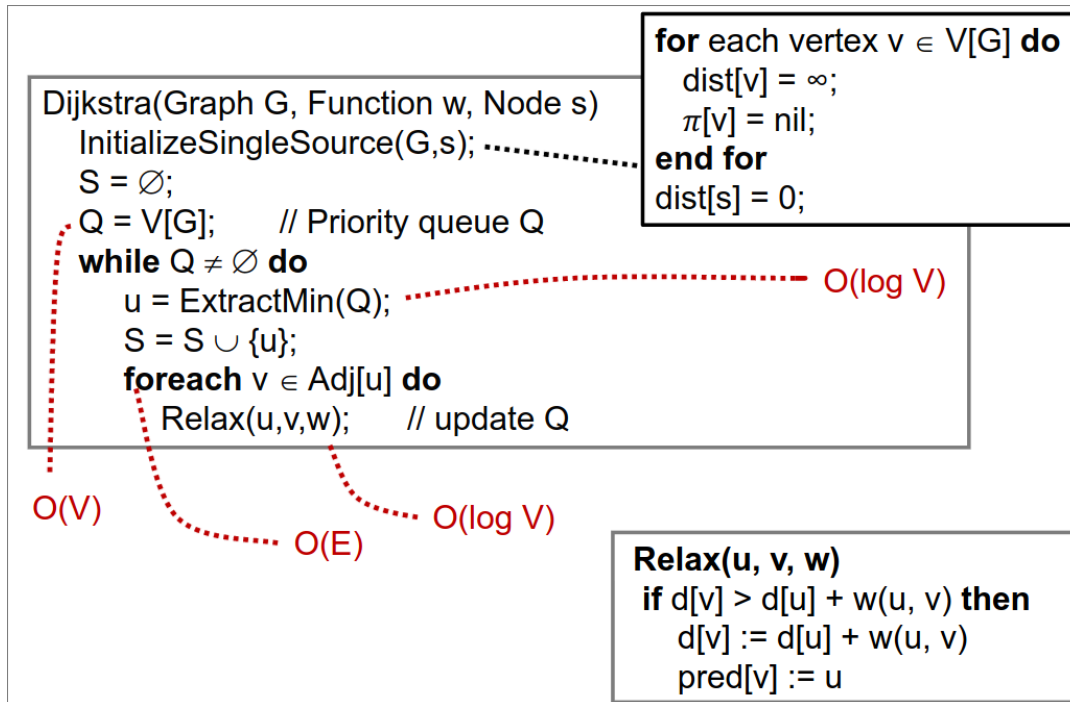 for each vertex v ∈ V[G] do
dist[v] = ∞;
π[v] = nil;
end for
dist[s] = 0;
Dijkstra(Graph G, Function w, Node s)
InitializeSingleSource(G,s);
S = ∅;
Q = V[G]; // Priority queue Q
while Q ≠ ∅ do
u = ExtractMin(Q);
O(log V)
S = S ∪ {u};
foreach v ∈ Adj[u] do
Relax(u,v,w); // update Q
O(V)
O(E)
O(log V)
Relax(u, v, w)
if d[v] > d[u] + w(u, v) then
d[v] := d[u] + w(u, v)
pred[v] := u